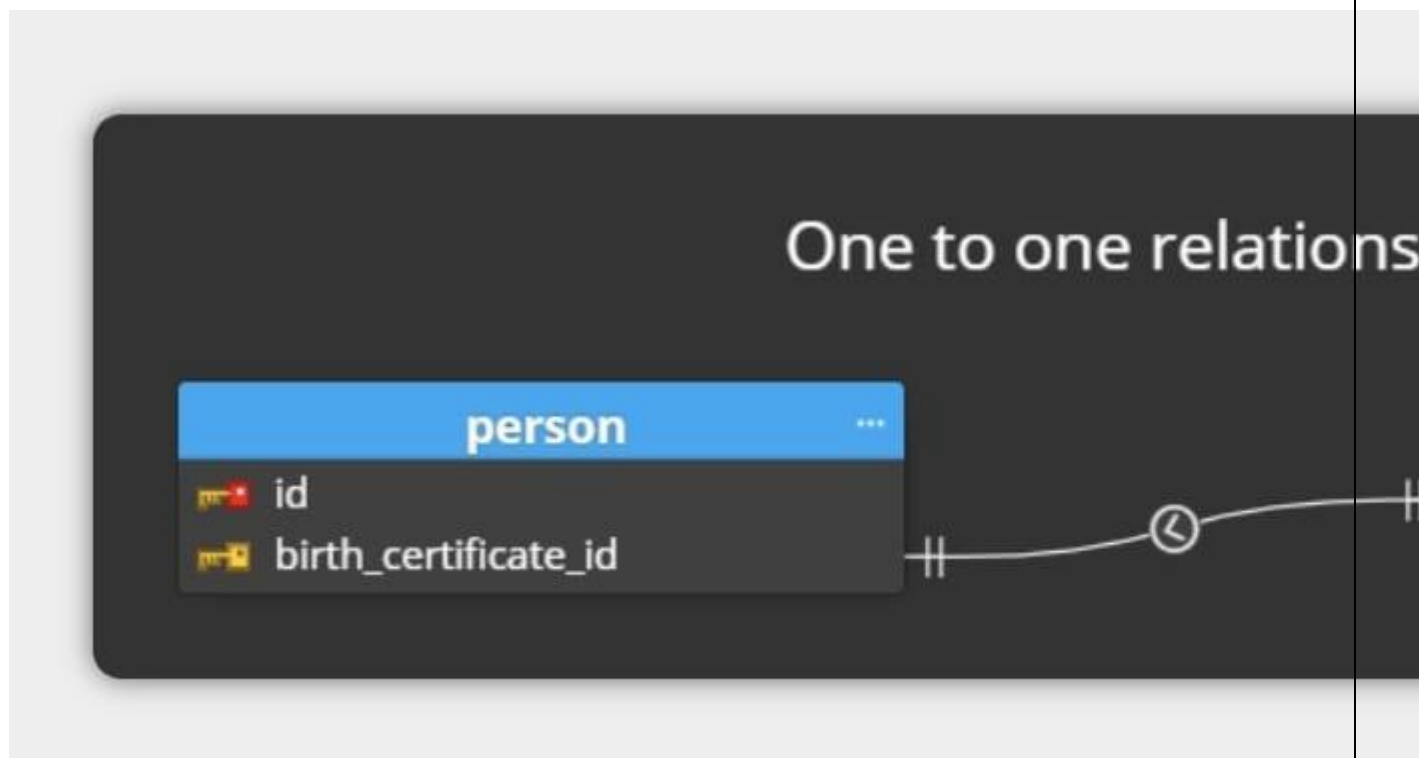 One to one relations
person
id
birth_certificate_id